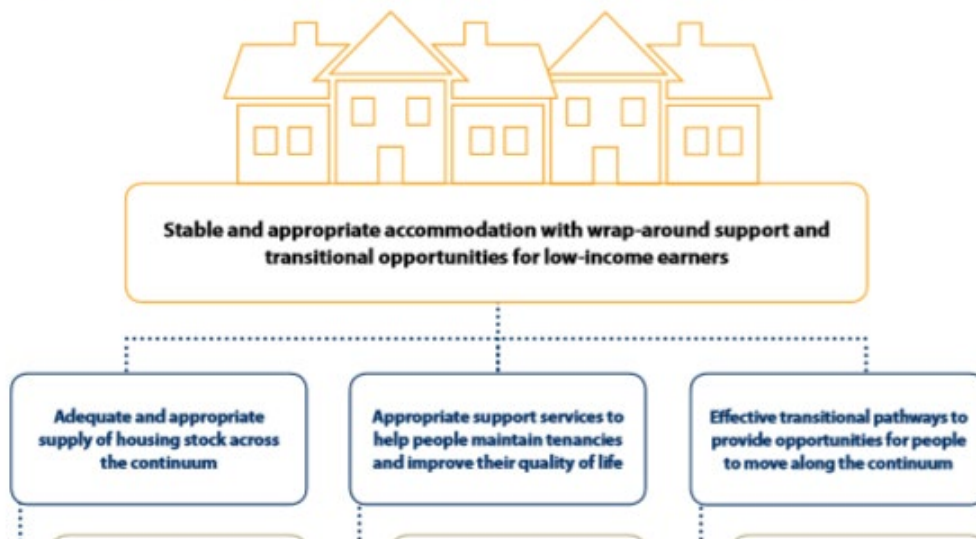 Stable and appropriate accommodation with wrap-around support and
transitional opportunities for low-income earners
Adequate and appropriate
supply of housing stock across
the continuum
Appropriate support services to
help people maintain tenancies
and improve their quality of life
Effective transitional pathways to
provide opportunities for people
to move along the continuum